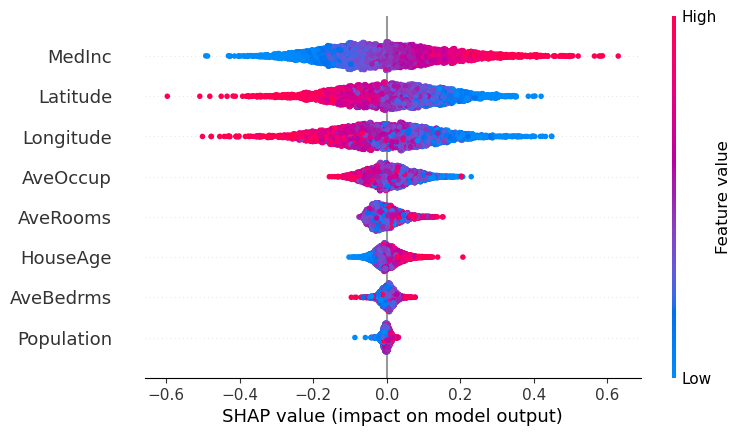 High
MedInc
Latitude
Longitude
AveOccup
AveRooms
HouseAge
AveBedrms
Population
Feature value
Low
−0.6 −0.4 −0.2 0.0 0.2 0.4 0.6
SHAP value (impact on model output)